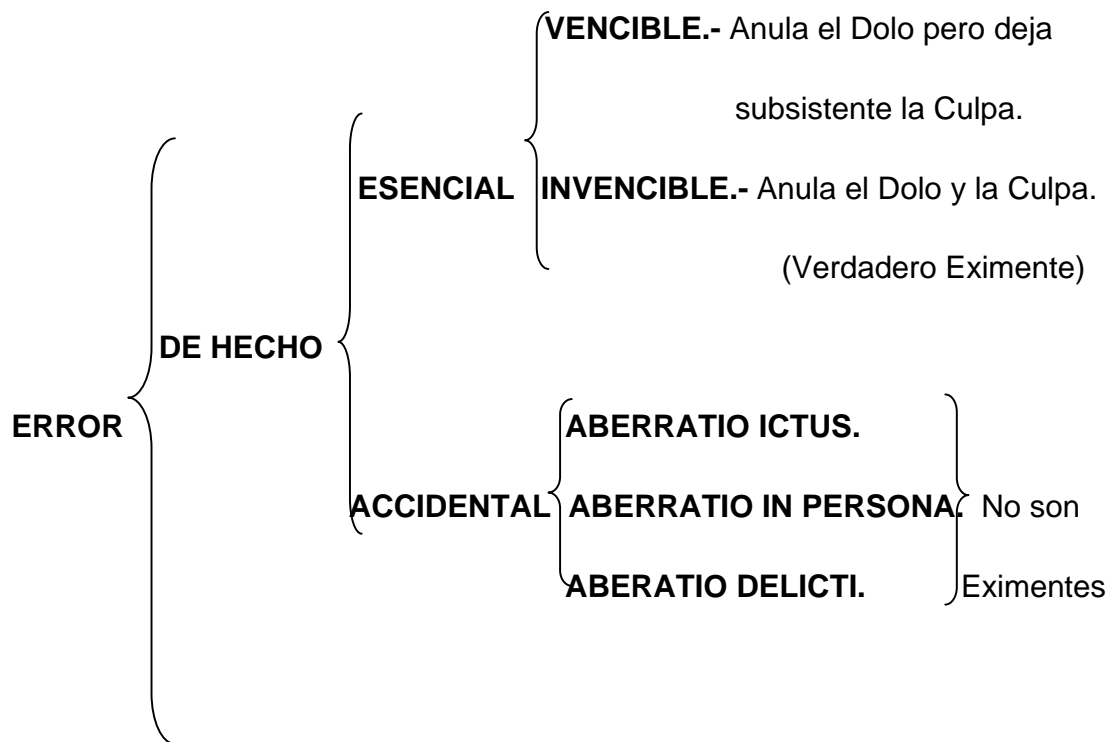 VENCIBLE.- Anula el Dolo pero deja
subsistente la Culpa.
ESENCIAL INVENCIBLE.- Anula el Dolo y la Culpa.
(Verdadero Eximente)
DE HECHO
ERROR ABERRATIO ICTUS.
ACCIDENTAL ABERRATIO IN PERSONA. No son
ABERATIO DELICTI. Eximentes